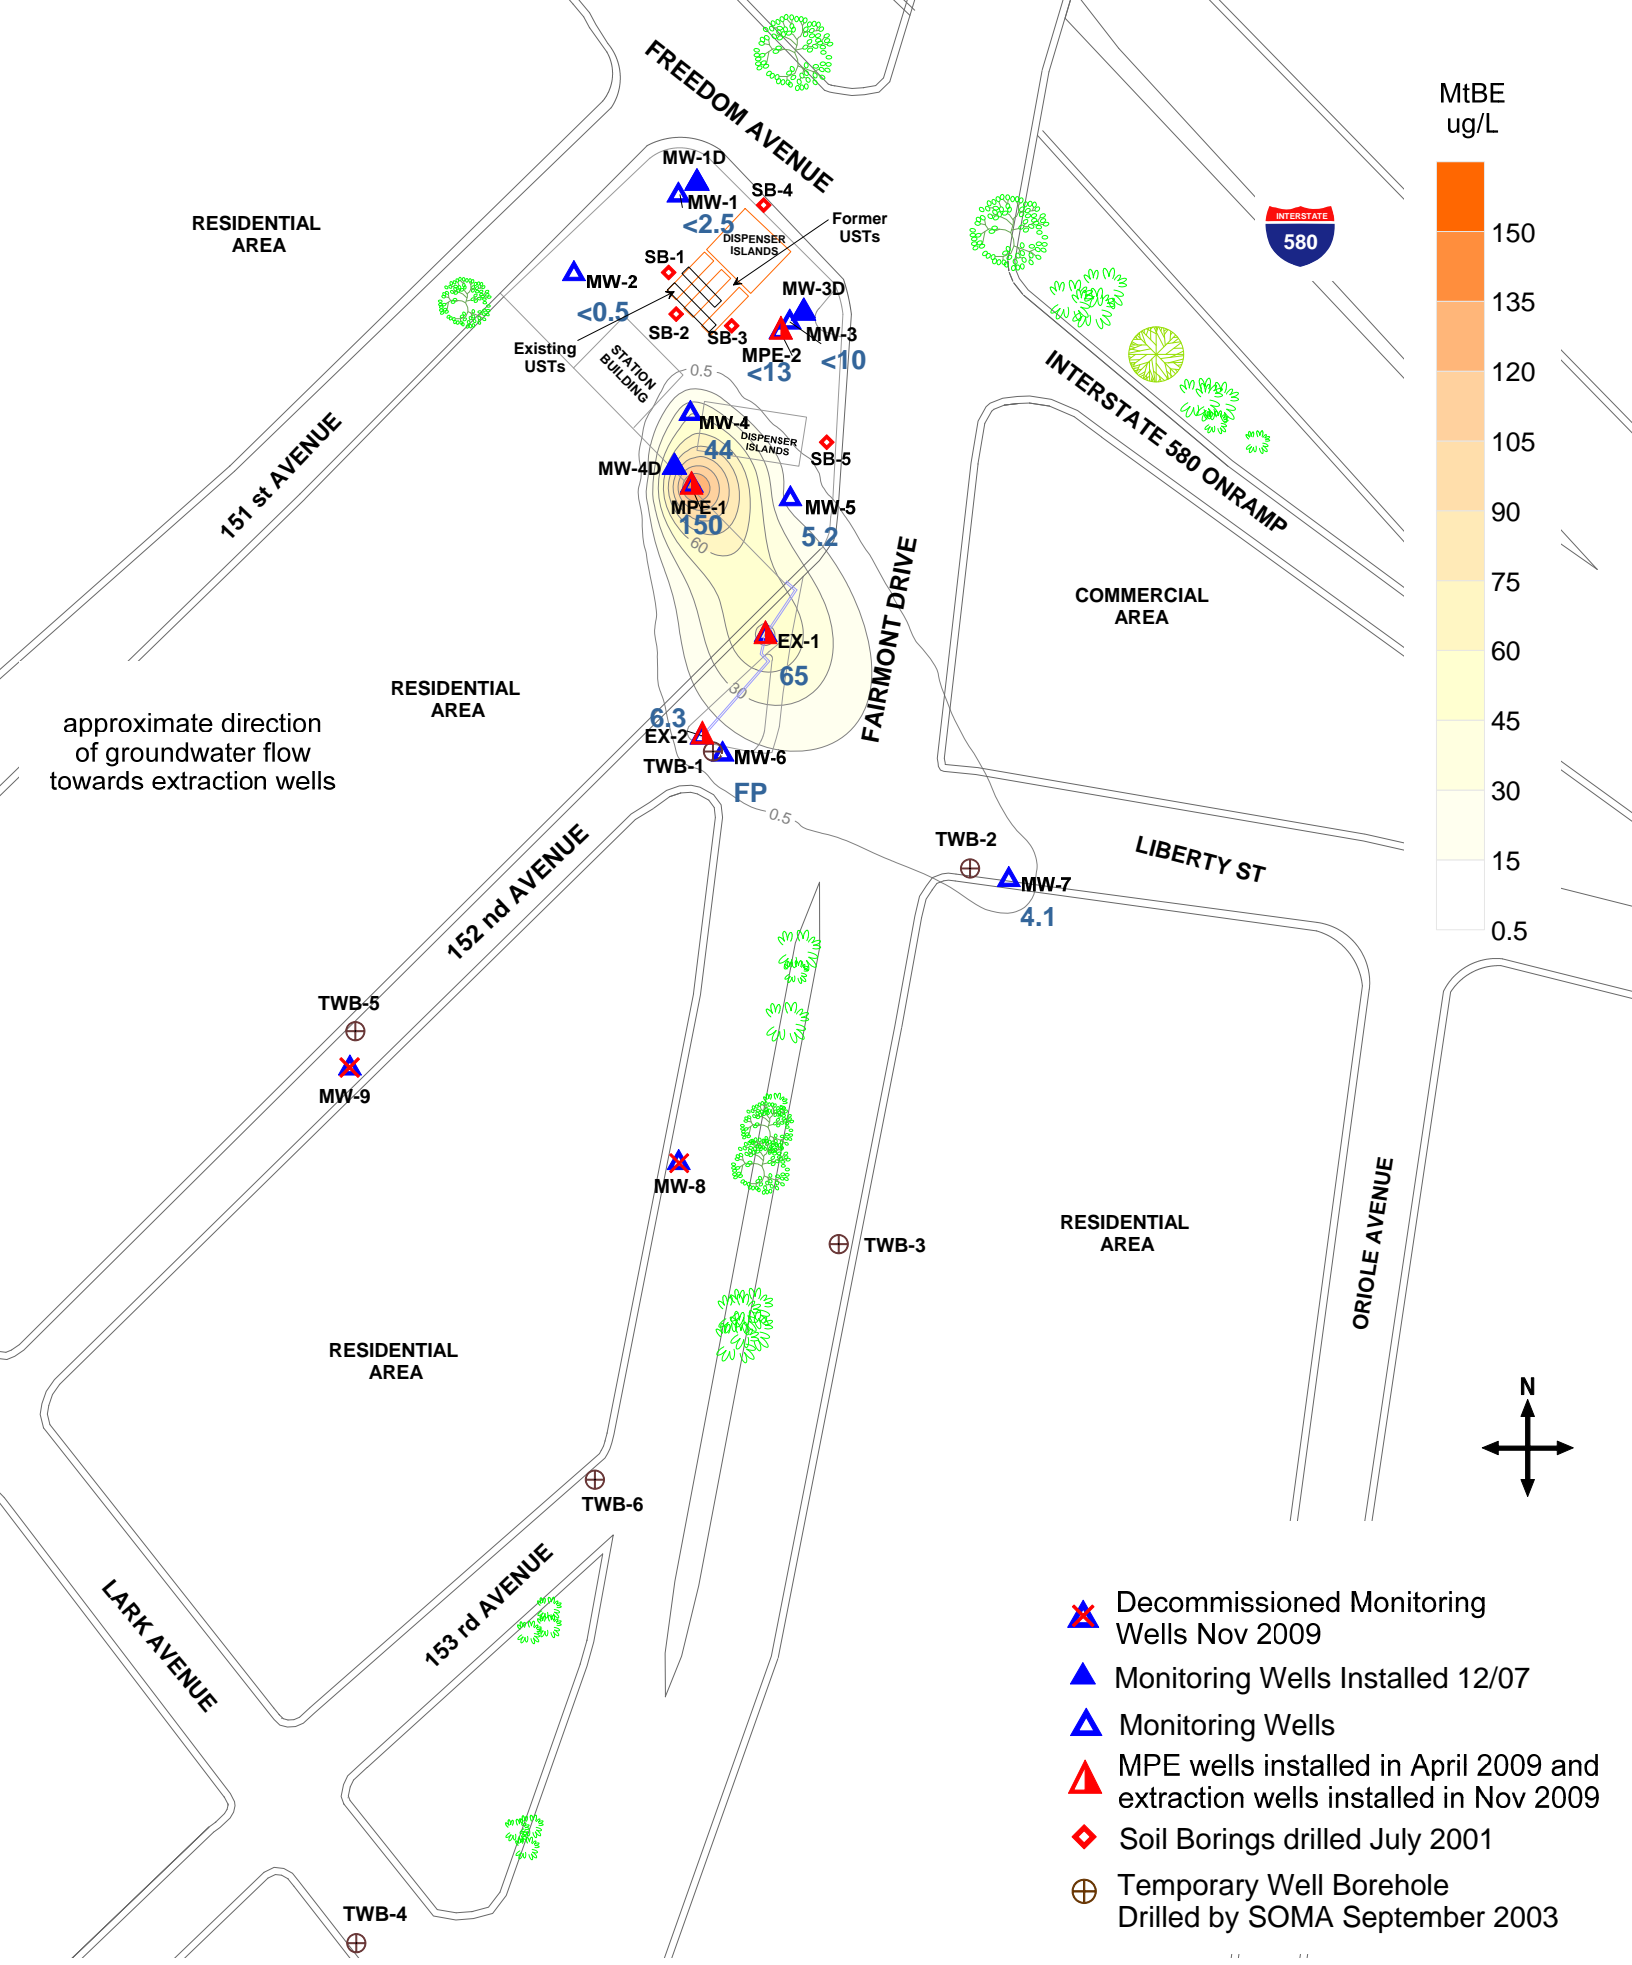 FREEDOM AVENUE
MtBE
ug/L
MW-1D
MW-1
<2.5
SB-4
Former
USTs
DISPENSER
ISLANDS
RESIDENTIAL
AREA
INTERSTATE
580
150
SB-1
MW-2
<0.5
MW-3D
135
SB-2
SB-3
MW-3
MPE-2
<13
<10
Existing
USTs
STATION
BUILDING
0.5
120
INTERSTATE 580 ONRAMP
MW-4
44
DISPENSER
ISLANDS
SB-5
105
MW-4D
151 st AVENUE
MPE-1
150
MW-5
5.2
90
60
FAIRMONT DRIVE
75
COMMERCIAL
AREA
EX-1
65
60
RESIDENTIAL
AREA
30
approximate direction
of groundwater flow
towards extraction wells
6.3
EX-2
45
TWB-1
MW-6
FP
30
0.5
TWB-2
LIBERTY ST
15
MW-7
4.1
0.5
152 nd AVENUE
TWB-5
MW-9
MW-8
TWB-3
RESIDENTIAL
AREA
ORIOLE AVENUE
RESIDENTIAL
AREA
N
TWB-6
LARK AVENUE
153 rd AVENUE
Decommissioned Monitoring
Wells Nov 2009
Monitoring Wells Installed 12/07
Monitoring Wells
MPE wells installed in April 2009 and
extraction wells installed in Nov 2009
Soil Borings drilled July 2001
Temporary Well Borehole
Drilled by SOMA September 2003
TWB-4